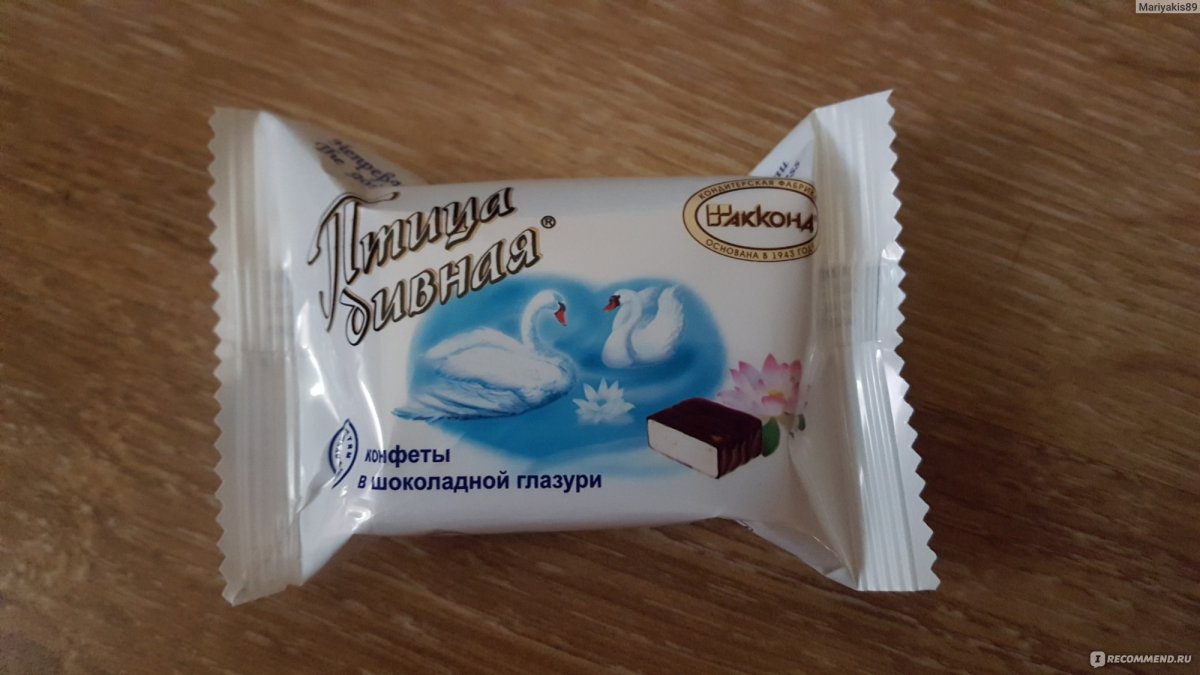 Mariyakis89
Птица
дивная®
КОНДИТЕРСКАЯ ФАБРИКА
АККОНД
ОСНОВАНА В 1943 ГОДУ
конфеты
в шоколадной глазури
RECOMMEND.RU